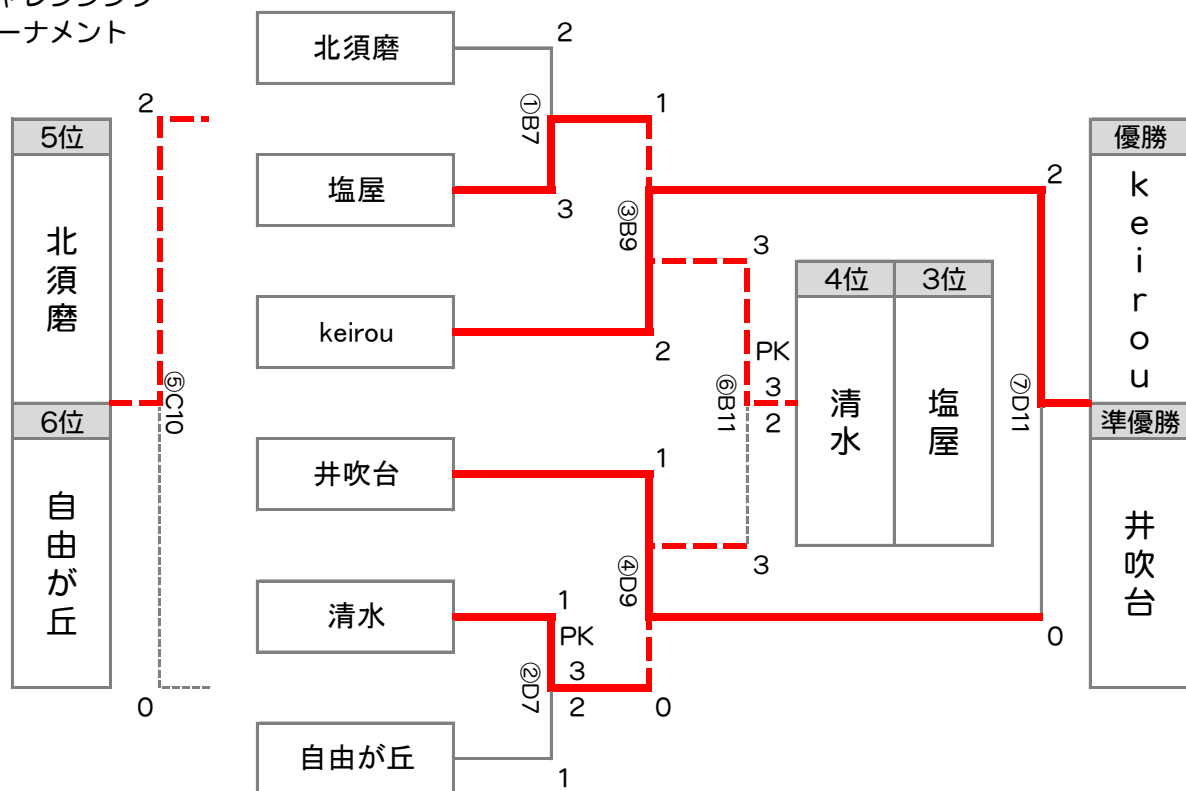 ーナメント
北須磨
2
①B7
1
塩屋
3
③B9
keirou
2
井吹台
1
④D9
清水
1
PK
3
②D7
2
0
自由が丘
1
2
5位
北須磨
⑤C10
6位
自由が丘
0
3
PK
3
⑥B11
2
3
4位
3位
清水
塩屋
2
⑦D11
0
優勝
keirou
準優勝
井吹台